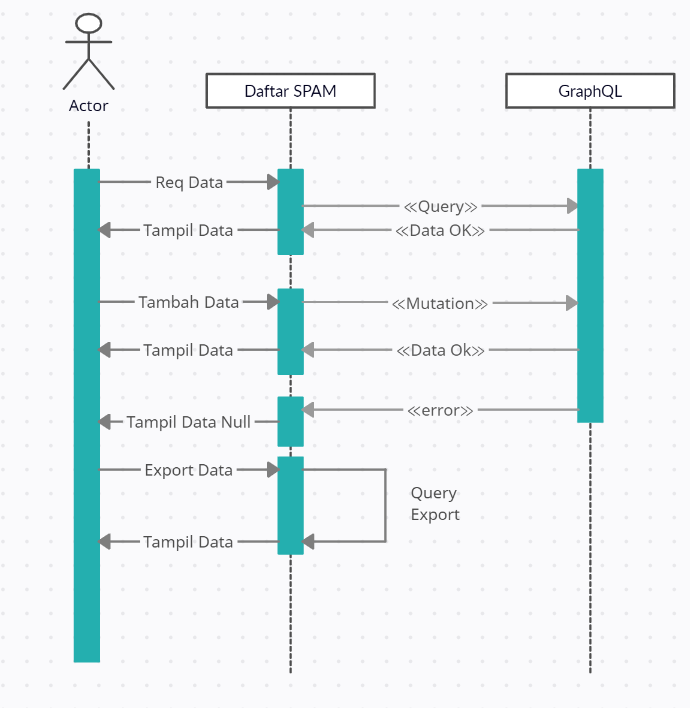 Actor
Daftar SPAM
GraphQL
Req Data
<<Query>>
Tampil Data
<<Data OK>>
Tambah Data
<<Mutation>>
Tampil Data
<<Data Ok>>
<<error>>
Tampil Data Null
Export Data
Query
Export
Tampil Data